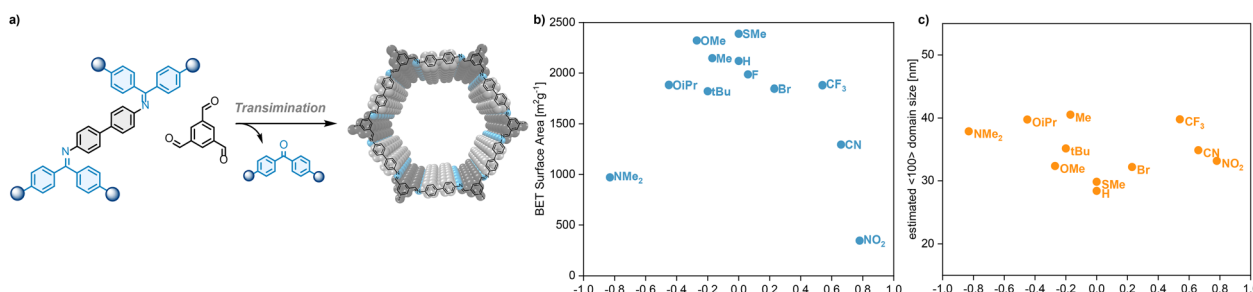 a)
N
N
O
O
O
Transimination
O
b)
BET Surface Area [m²g⁻¹]
2500
2000
1500
1000
500
0
-1.0 -0.8 -0.6 -0.4 -0.2 0.0 0.2 0.4 0.6 0.8 1.0
NMe₂
OiPr
OMe
Me
tBu
SMe
H
F
Br
CF₃
CN
NO₂
c)
estimated <100> domain size [nm]
50
40
30
20
-1.0 -0.8 -0.6 -0.4 -0.2 0.0 0.2 0.4 0.6 0.8 1.0
NMe₂
OiPr
Me
tBu
OMe
SMe
H
Br
CF₃
CN
NO₂